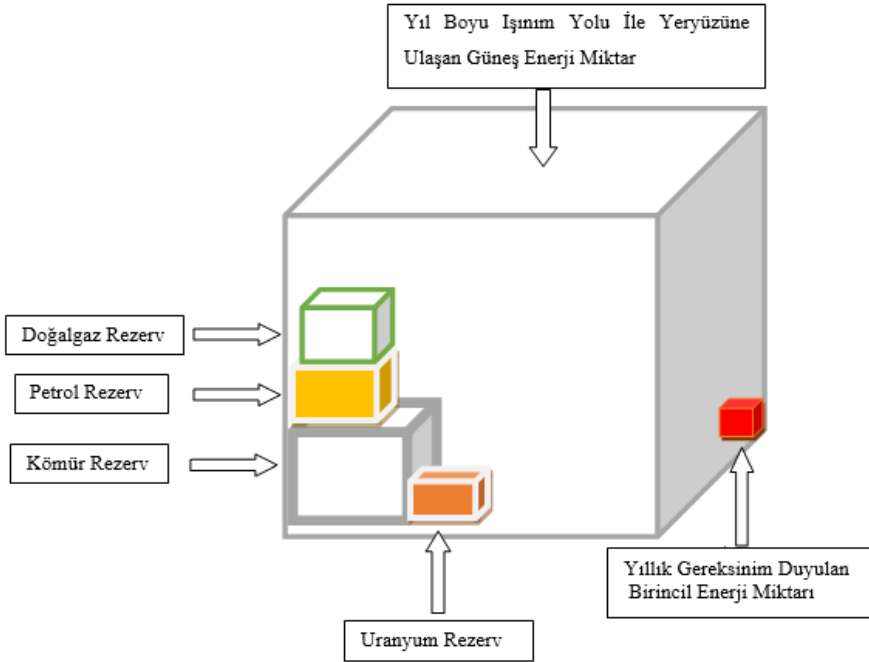 Yıl Boyu Işınım Yolu İle Yeryüzüne
Ulaşan Güneş Enerji Miktar
Doğalgaz Rezerv
Petrol Rezerv
Kömür Rezerv
Yıllık Gereksinim Duyulan
Birincil Enerji Miktarı
Uranyum Rezerv